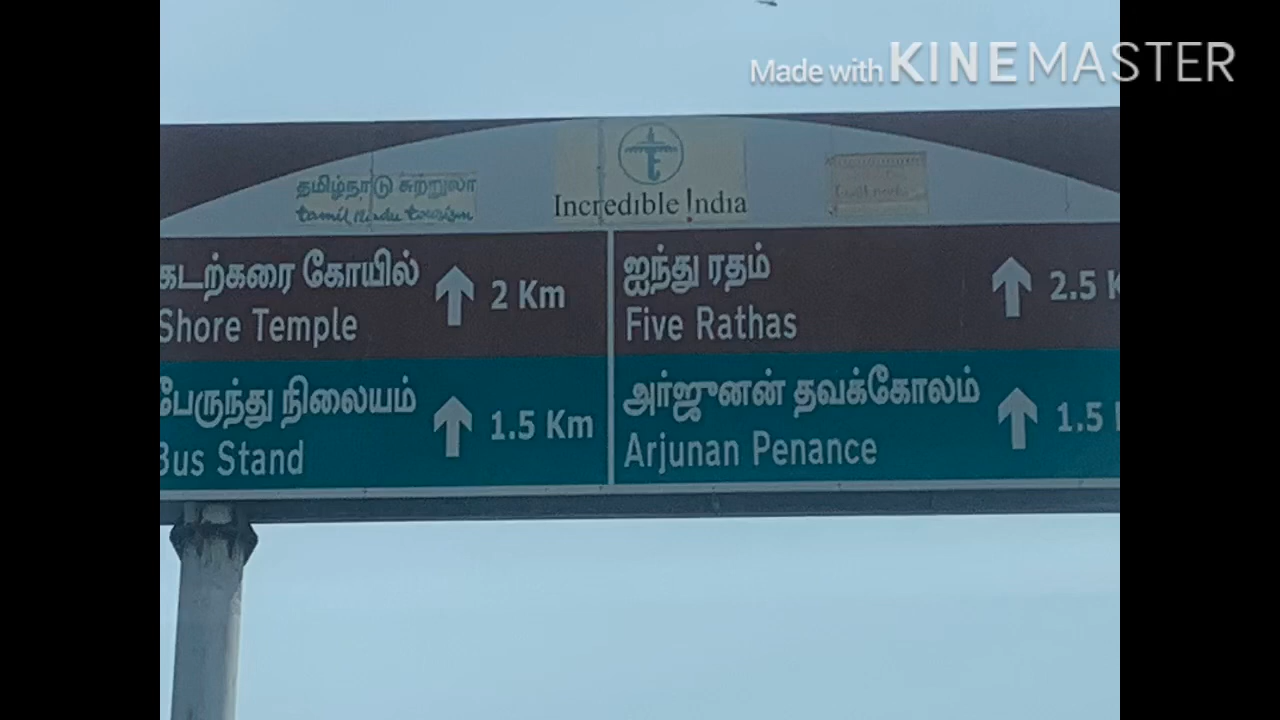 Made with KINEMASTER
தமிழ்நாடு சுற்றுலா
tamil nadu tourism
Incredible !ndia
கடற்கரை கோயில்
2 Km
Shore Temple
ஐந்து ரதம்
2.5 K
Five Rathas
பேருந்து நிலையம்
1.5 Km
Bus Stand
அர்ஜுனன் தவக்கோலம்
1.5
Arjunan Penance